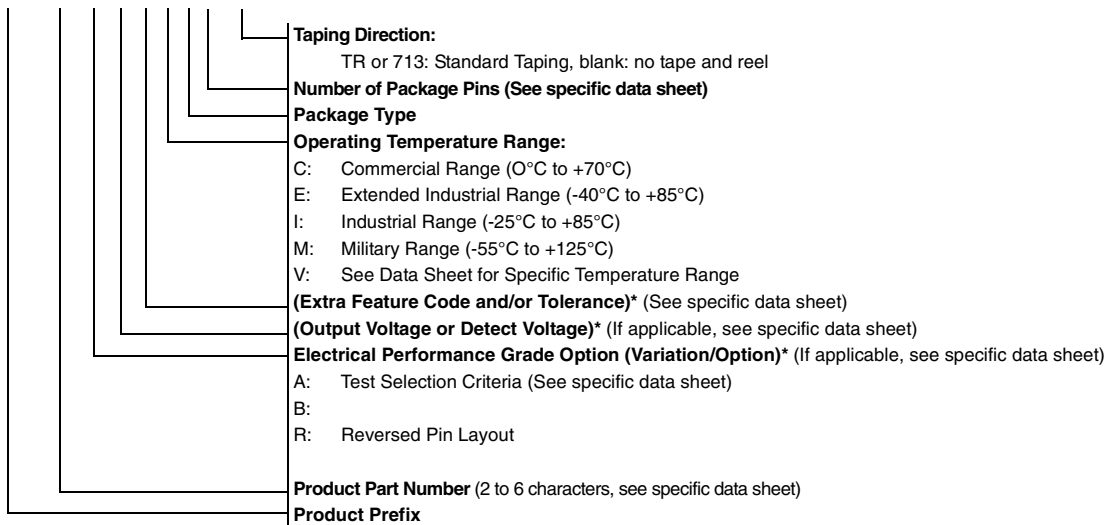 Taping Direction:
TR or 713: Standard Taping, blank: no tape and reel
Number of Package Pins (See specific data sheet)
Package Type
Operating Temperature Range:
C: Commercial Range (O°C to +70°C)
E: Extended Industrial Range (-40°C to +85°C)
I: Industrial Range (-25°C to +85°C)
M: Military Range (-55°C to +125°C)
V: See Data Sheet for Specific Temperature Range
(Extra Feature Code and/or Tolerance)* (See specific data sheet)
(Output Voltage or Detect Voltage)* (If applicable, see specific data sheet)
Electrical Performance Grade Option (Variation/Option)* (If applicable, see specific data sheet)
A: Test Selection Criteria (See specific data sheet)
B:
R: Reversed Pin Layout
Product Part Number (2 to 6 characters, see specific data sheet)
Product Prefix